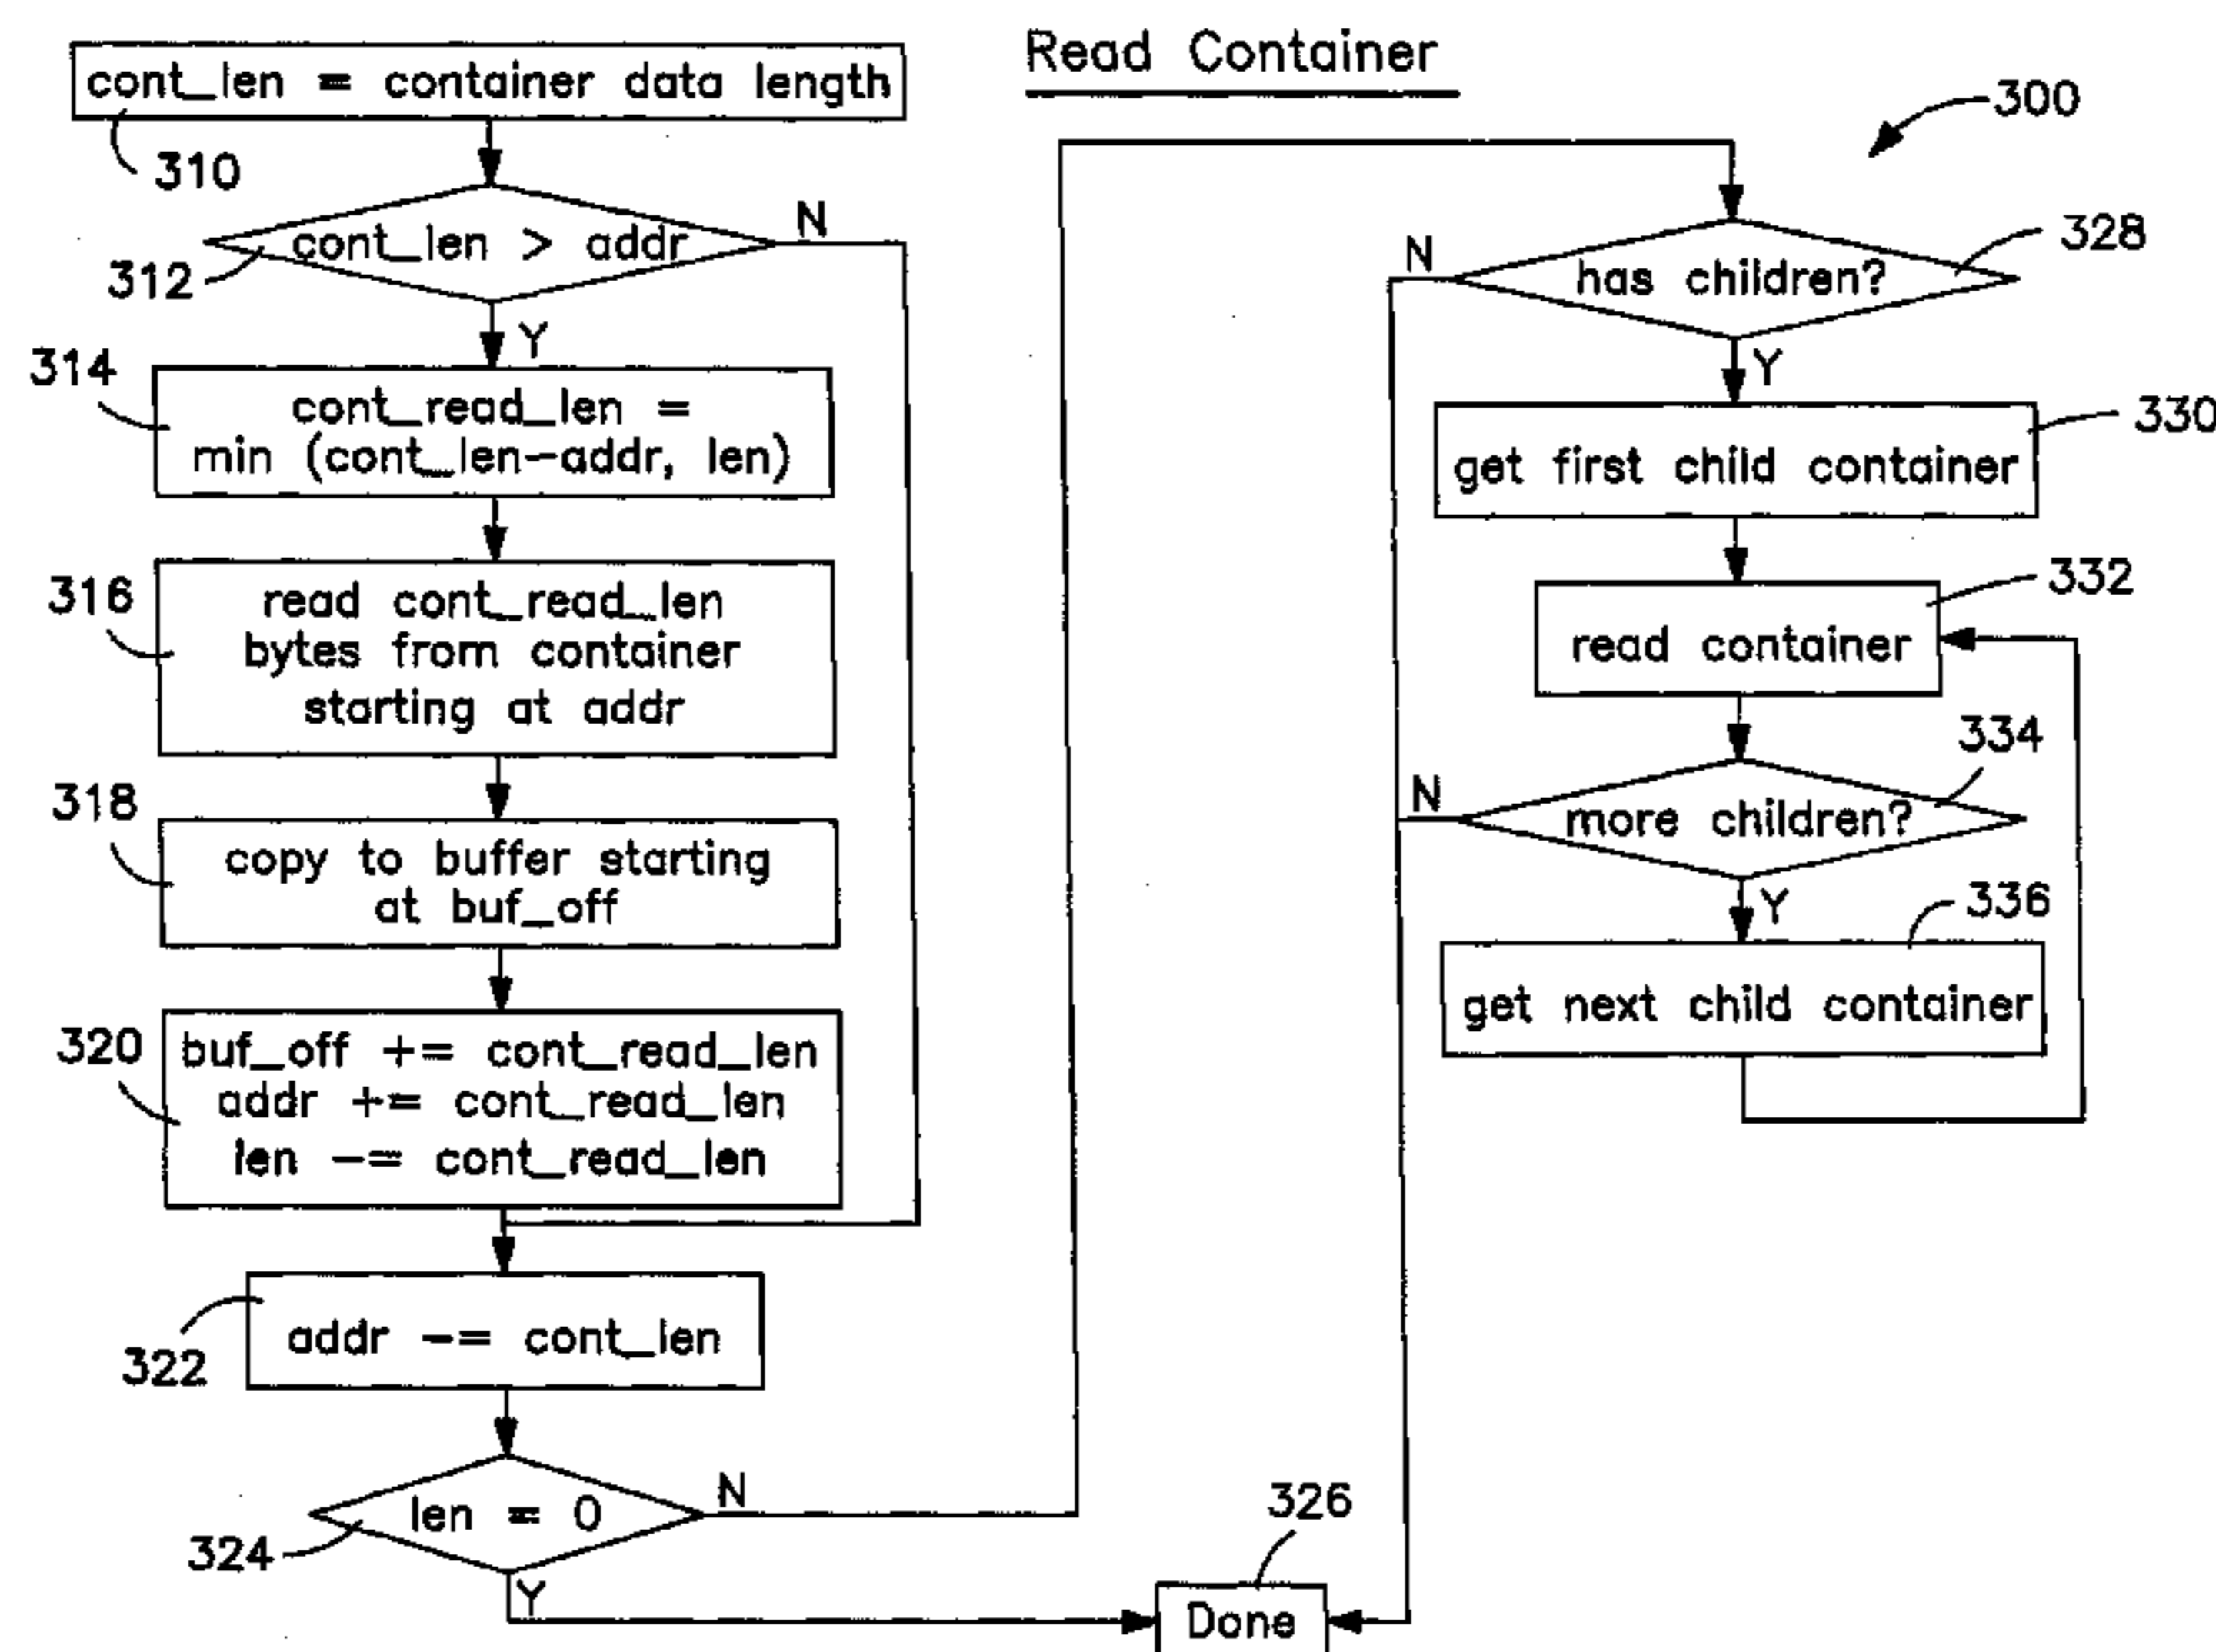 Read Container
300
cont_len = container data length
310
cont_len > addr
312
N
Y
314
cont_read_len =
min (cont_len-addr, len)
316
read cont_read_len
bytes from container
starting at addr
318
copy to buffer starting
at buf_off
320
buf_off += cont_read_len
addr += cont_read_len
len -= cont_read_len
322
addr -= cont_len
324
len = 0
N
Y
326
Done
328
has children?
N
Y
330
get first child container
332
read container
334
more children?
N
Y
336
get next child container